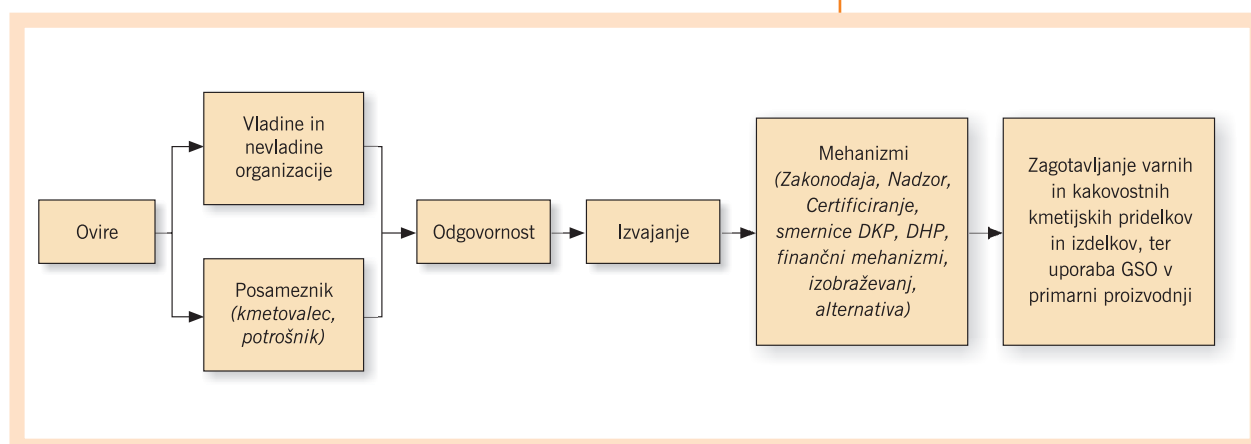 Ovire
Vladine in
nevladine
organizacije
Posameznik
(kmetovalec,
potrošnik)
Odgovornost
Izvajanje
Mehanizmi
(Zakonodaja, Nadzor,
Certificiranje,
smernice DKP, DHP,
finančni mehanizmi,
izobraževanj,
alternativa)
Zagotavljanje varnih
in kakovostnih
kmetijskih pridelkov
in izdelkov, ter
uporaba GSO v
primarni proizvodnji